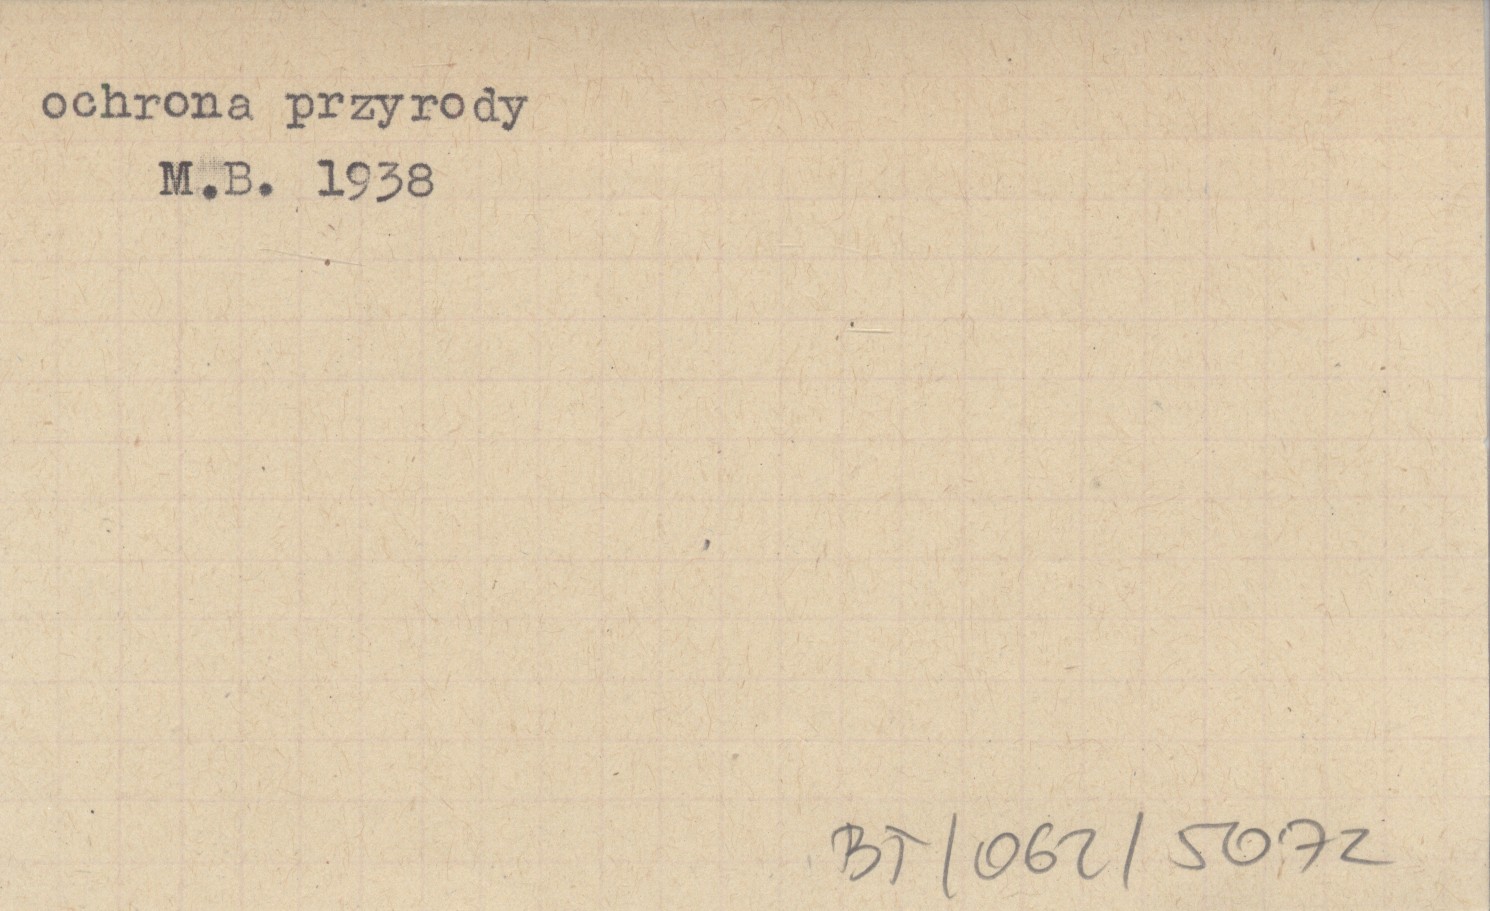 ochrona przyrody
M.B. 1938
BT/062/5072